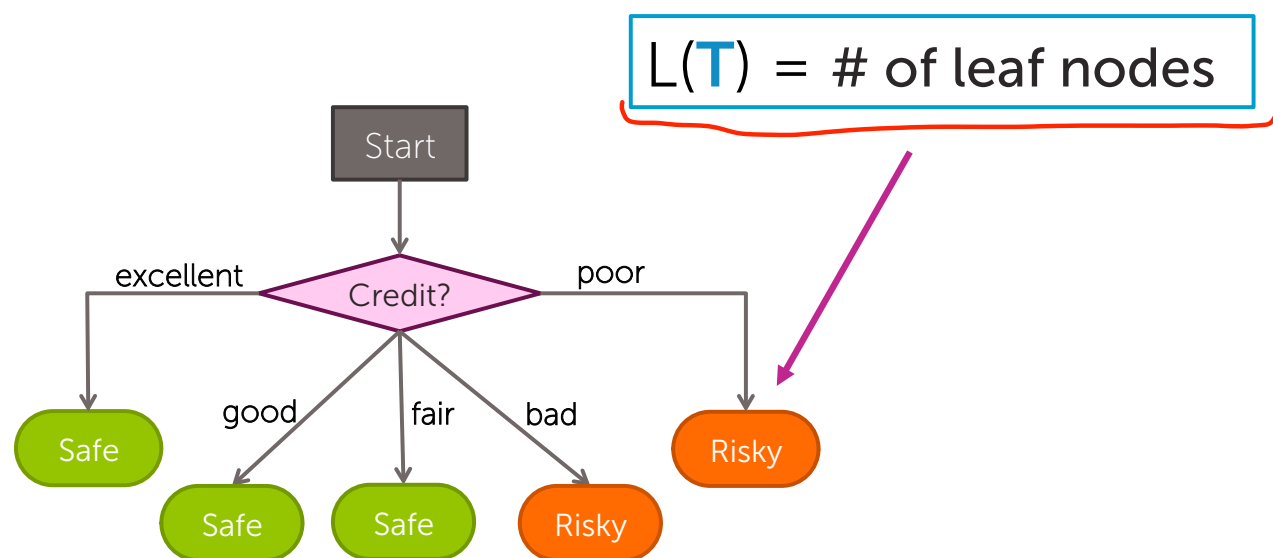 L(T) = # of leaf nodes
Start
excellent
Credit?
poor
good
fair
bad
Safe
Risky
Safe
Safe
Risky